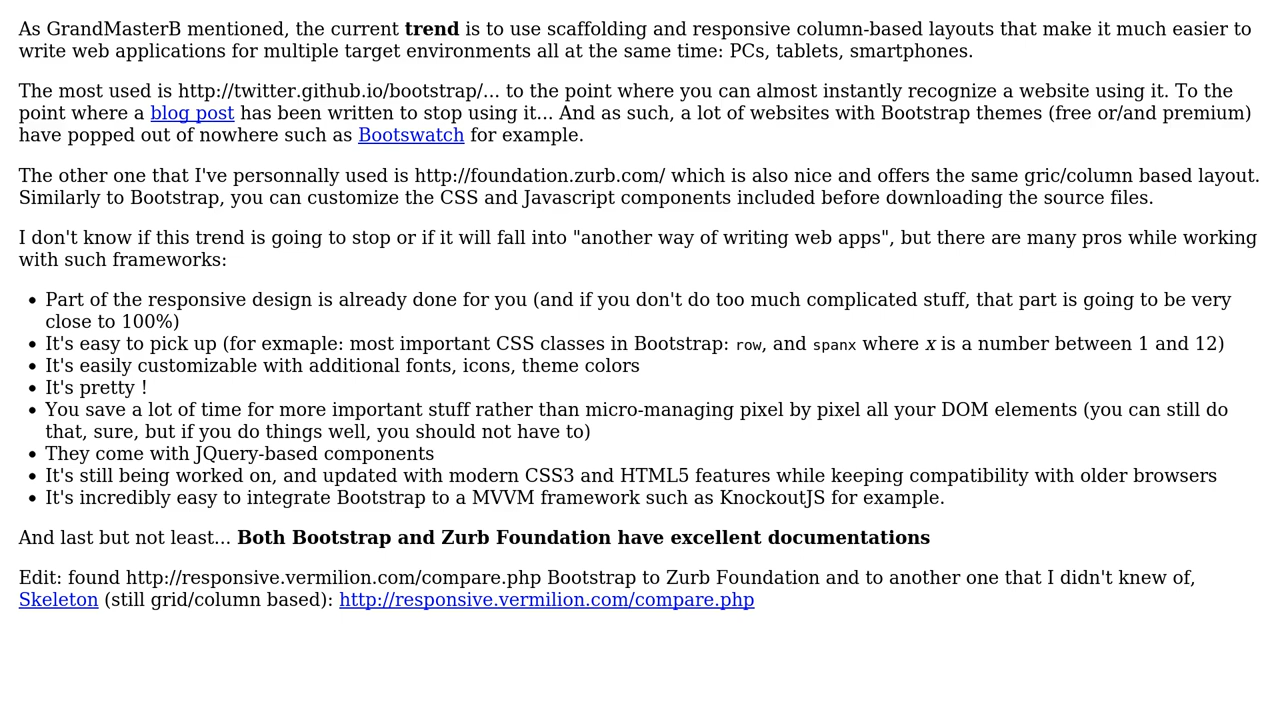 As GrandMasterB mentioned, the current trend is to use scaffolding and responsive column-based layouts that make it much easier to
write web applications for multiple target environments all at the same time: PCs, tablets, smartphones.
The most used is http://twitter.github.io/bootstrap/... to the point where you can almost instantly recognize a website using it. To the
point where a blog post has been written to stop using it... And as such, a lot of websites with Bootstrap themes (free or/and premium)
have popped out of nowhere such as Bootswatch for example.
The other one that I've personnally used is http://foundation.zurb.com/ which is also nice and offers the same gric/column based layout.
Similarly to Bootstrap, you can customize the CSS and Javascript components included before downloading the source files.
I don't know if this trend is going to stop or if it will fall into "another way of writing web apps", but there are many pros while working
with such frameworks:
• Part of the responsive design is already done for you (and if you don't do too much complicated stuff, that part is going to be very
close to 100%)
• It's easy to pick up (for exmaple: most important CSS classes in Bootstrap: row, and spanx where x is a number between 1 and 12)
• It's easily customizable with additional fonts, icons, theme colors
• It's pretty !
• You save a lot of time for more important stuff rather than micro-managing pixel by pixel all your DOM elements (you can still do
that, sure, but if you do things well, you should not have to)
• They come with JQuery-based components
• It's still being worked on, and updated with modern CSS3 and HTML5 features while keeping compatibility with older browsers
• It's incredibly easy to integrate Bootstrap to a MVVM framework such as KnockoutJS for example.
And last but not least... Both Bootstrap and Zurb Foundation have excellent documentations
Edit: found http://responsive.vermilion.com/compare.php Bootstrap to Zurb Foundation and to another one that I didn't knew of,
Skeleton (still grid/column based): http://responsive.vermilion.com/compare.php